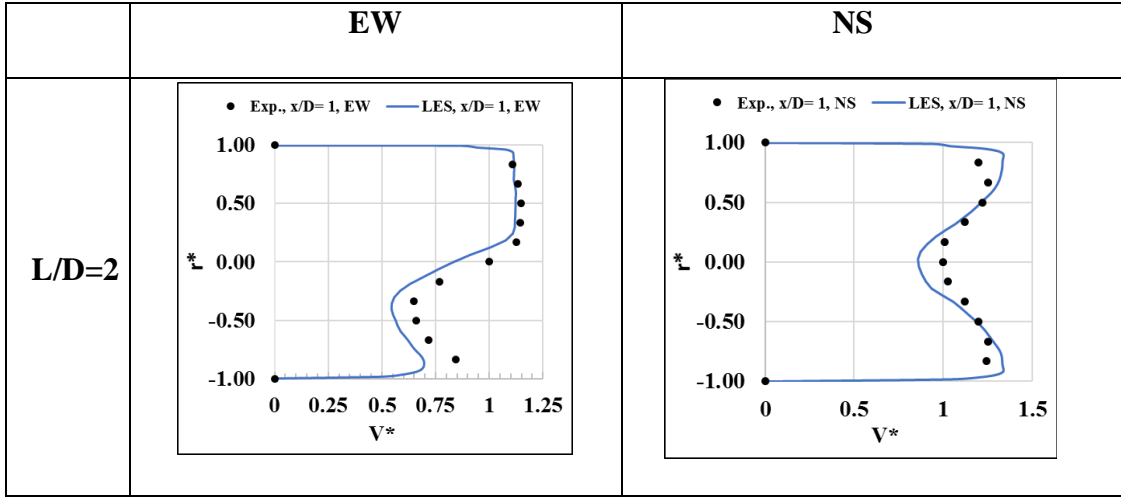 EW
NS
L/D=2
Exp., x/D= 1, EW
LES, x/D= 1, EW
1.00
0.50
0.00
-0.50
-1.00
r*
0
0.25
0.5
0.75
1
1.25
V*
Exp., x/D= 1, NS
LES, x/D= 1, NS
1.00
0.50
0.00
-0.50
-1.00
r*
0
0.5
1
1.5
V*